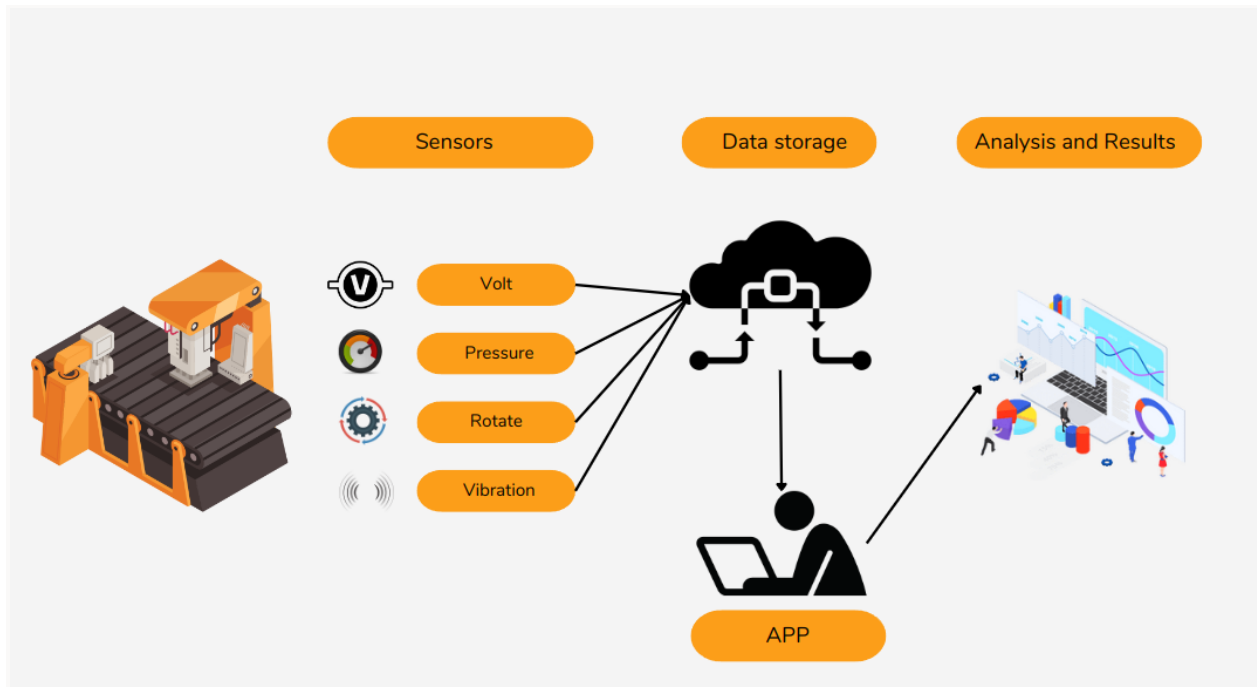 Sensors
Data storage
Analysis and Results
V
Volt
Pressure
Rotate
Vibration
APP